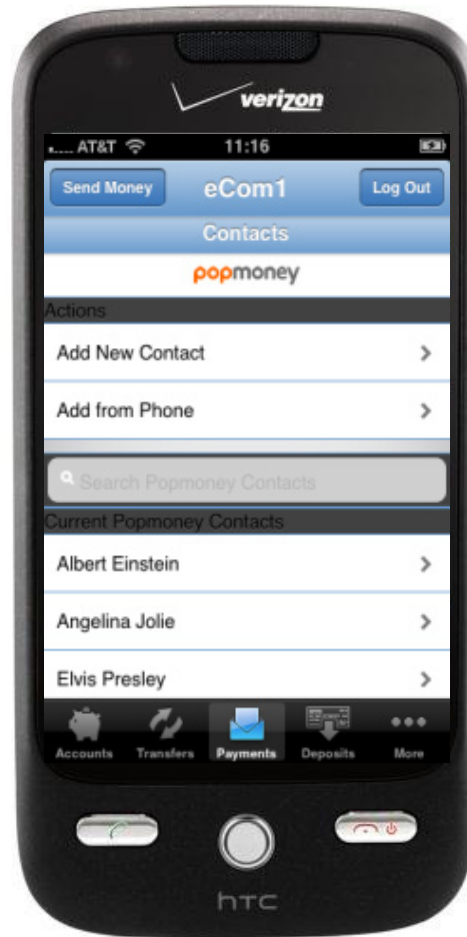 verizon
AT&T 11:16
Send Money eCom1 Log Out
Contacts
popmoney
Actions
Add New Contact
Add from Phone
Search Popmoney Contacts
Current Popmoney Contacts
Albert Einstein
Angelina Jolie
Elvis Presley
Accounts Transfers Payments Deposits More
hTC